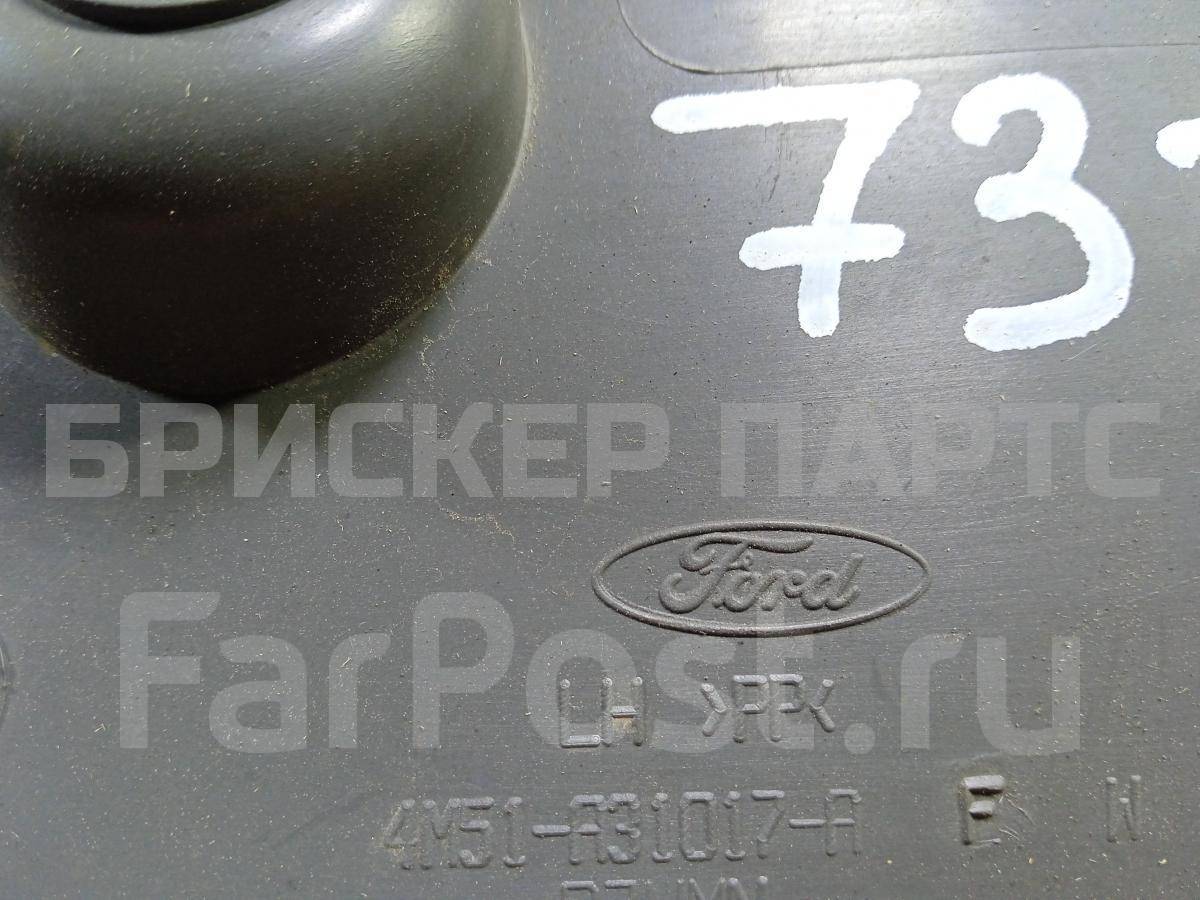 73
БРИСКЕР ПАРТС
Ford
FarPost.ru
LH >PP<
4M51-A31017-A E W